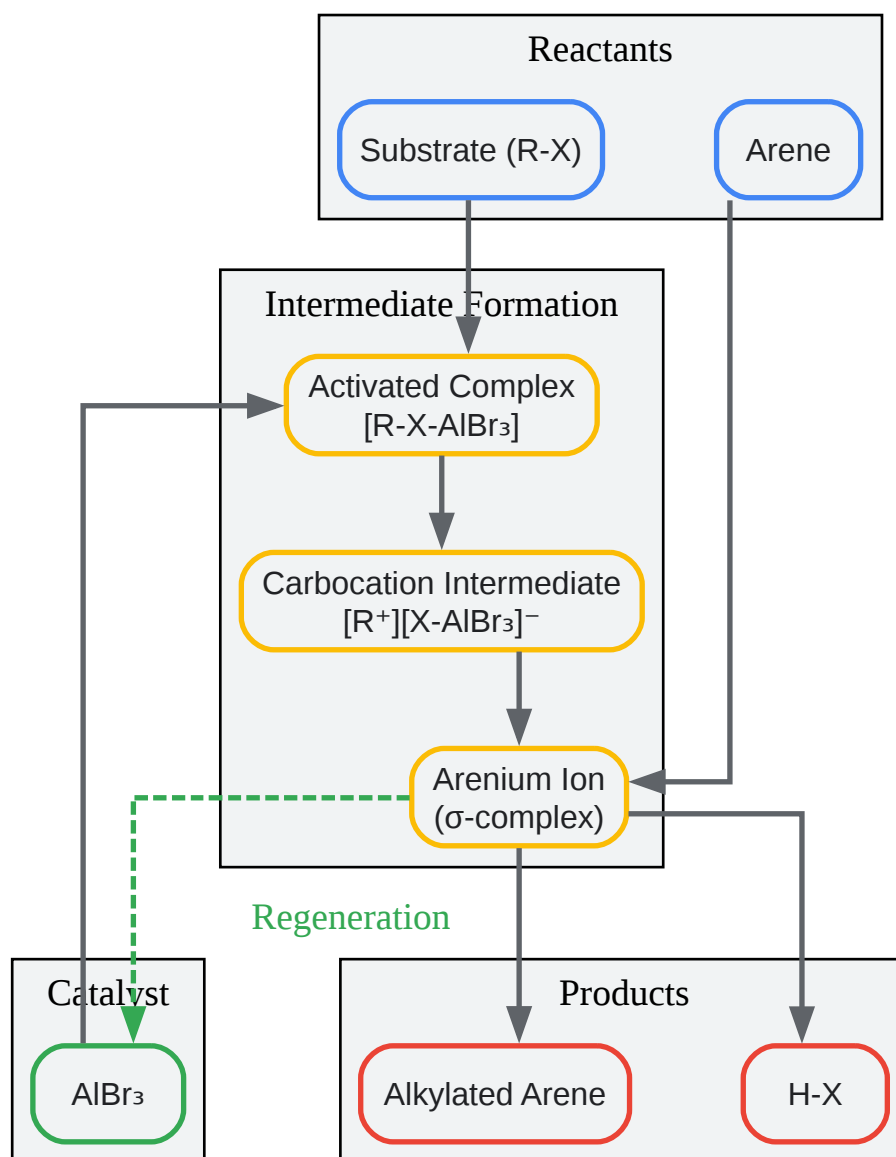 Reactants
Substrate (R-X)
Arene
Intermediate Formation
Activated Complex
[R-X-AlBr₃]
Carbocation Intermediate
[R⁺][X-AlBr₃]⁻
Arenium Ion
(σ-complex)
Regeneration
Catalyst
AlBr₃
Products
Alkylated Arene
H-X